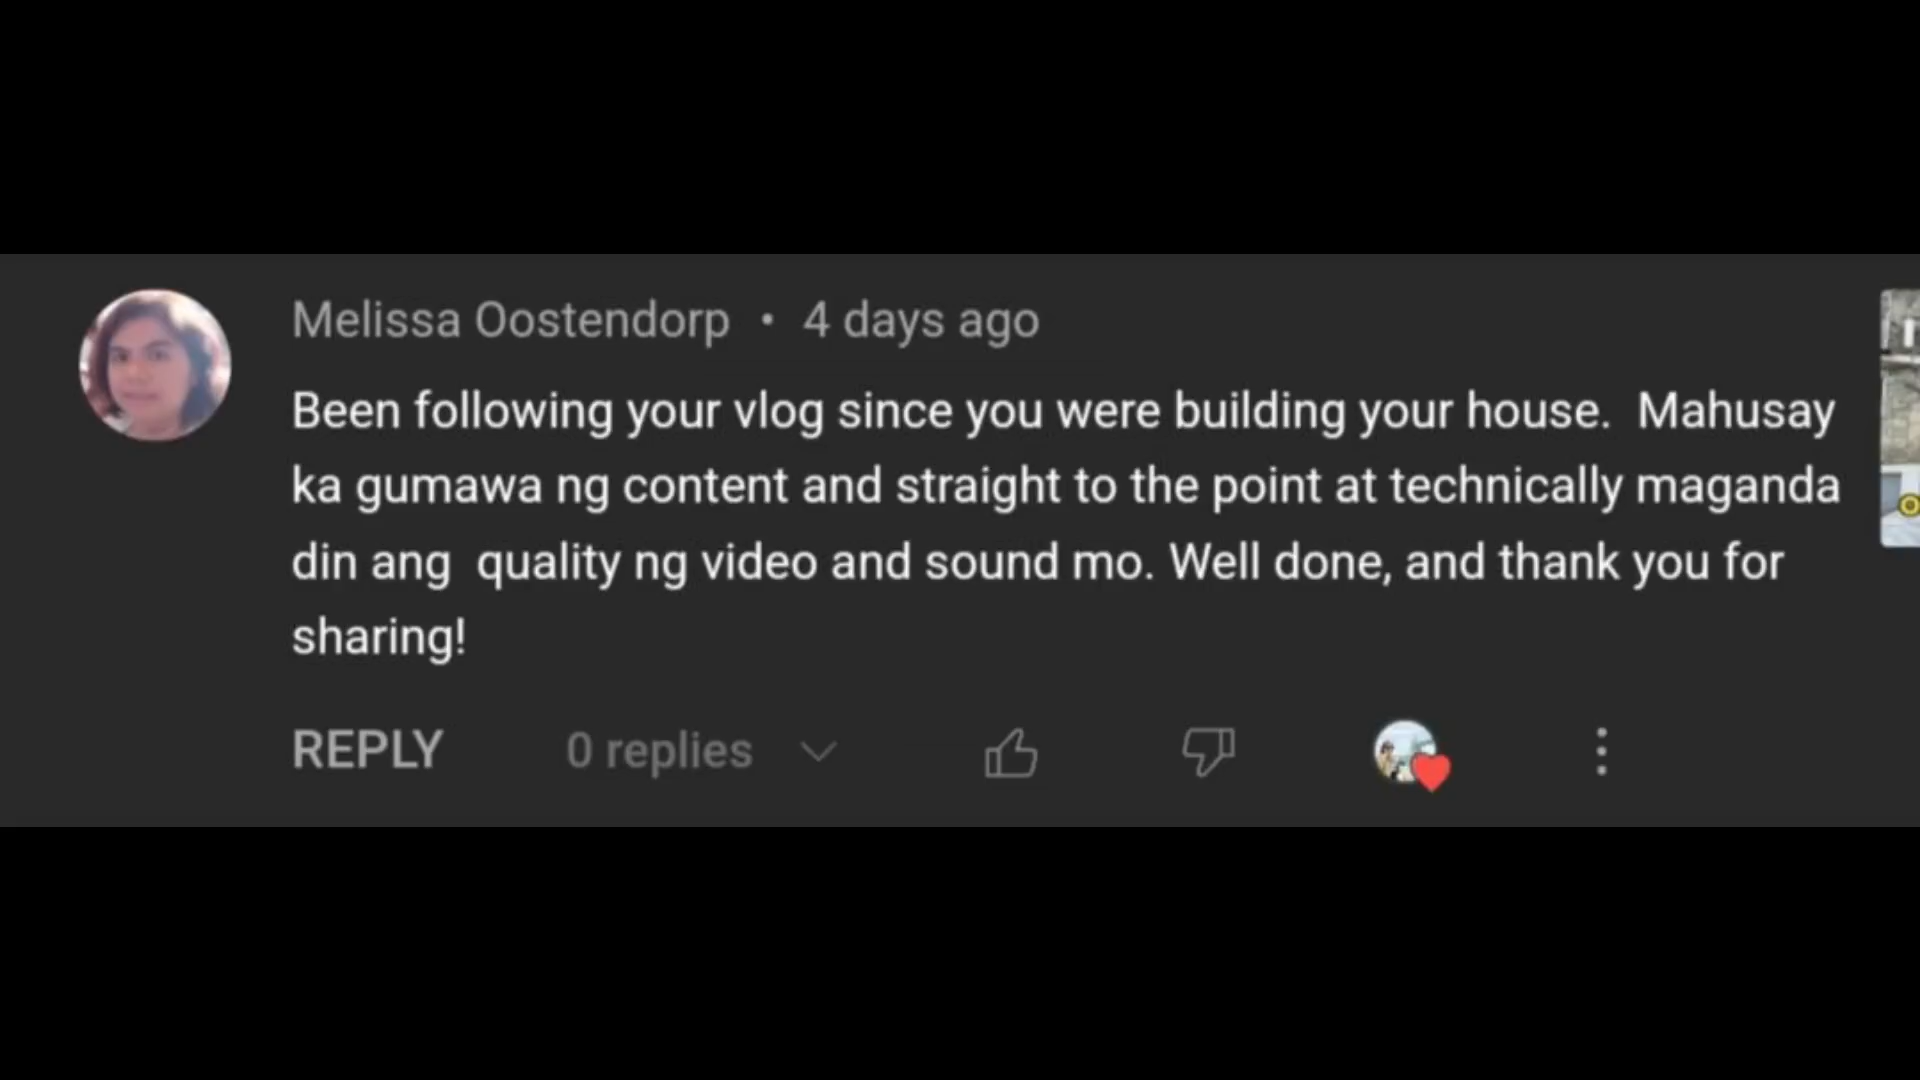 Melissa Oostendorp • 4 days ago
Been following your vlog since you were building your house.  Mahusay
ka gumawa ng content and straight to the point at technically maganda
din ang  quality ng video and sound mo. Well done, and thank you for
sharing!
REPLY 0 replies